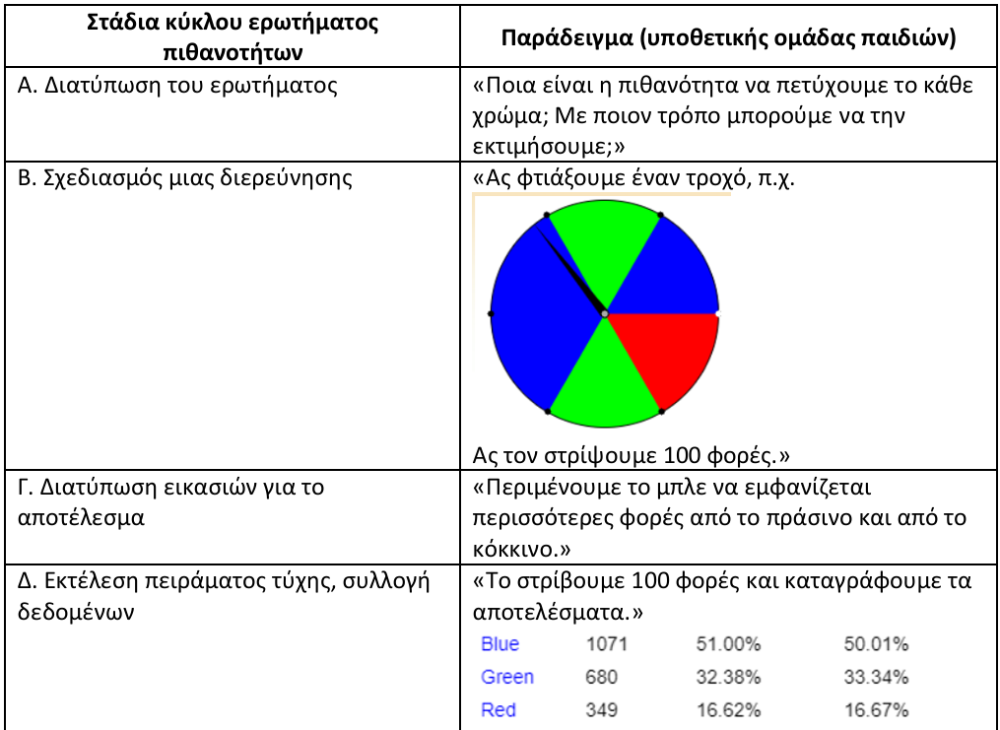 Στάδια κύκλου ερωτήματος
πιθανοτήτων
Παράδειγμα (υποθετικής ομάδας παιδιών)
Α. Διατύπωση του ερωτήματος
«Ποια είναι η πιθανότητα να πετύχουμε το κάθε
χρώμα; Με ποιον τρόπο μπορούμε να την
εκτιμήσουμε;»
Β. Σχεδιασμός μιας διερεύνησης
«Ας φτιάξουμε έναν τροχό, π.χ.
Ας τον στρίψουμε 100 φορές.»
Γ. Διατύπωση εικασιών για το
αποτέλεσμα
«Περιμένουμε το μπλε να εμφανίζεται
περισσότερες φορές από το πράσινο και από το
κόκκινο.»
Δ. Εκτέλεση πειράματος τύχης, συλλογή
δεδομένων
«Το στρίβουμε 100 φορές και καταγράφουμε τα
αποτελέσματα.»
Blue 1071 51.00% 50.01%
Green 680 32.38% 33.34%
Red 349 16.62% 16.67%